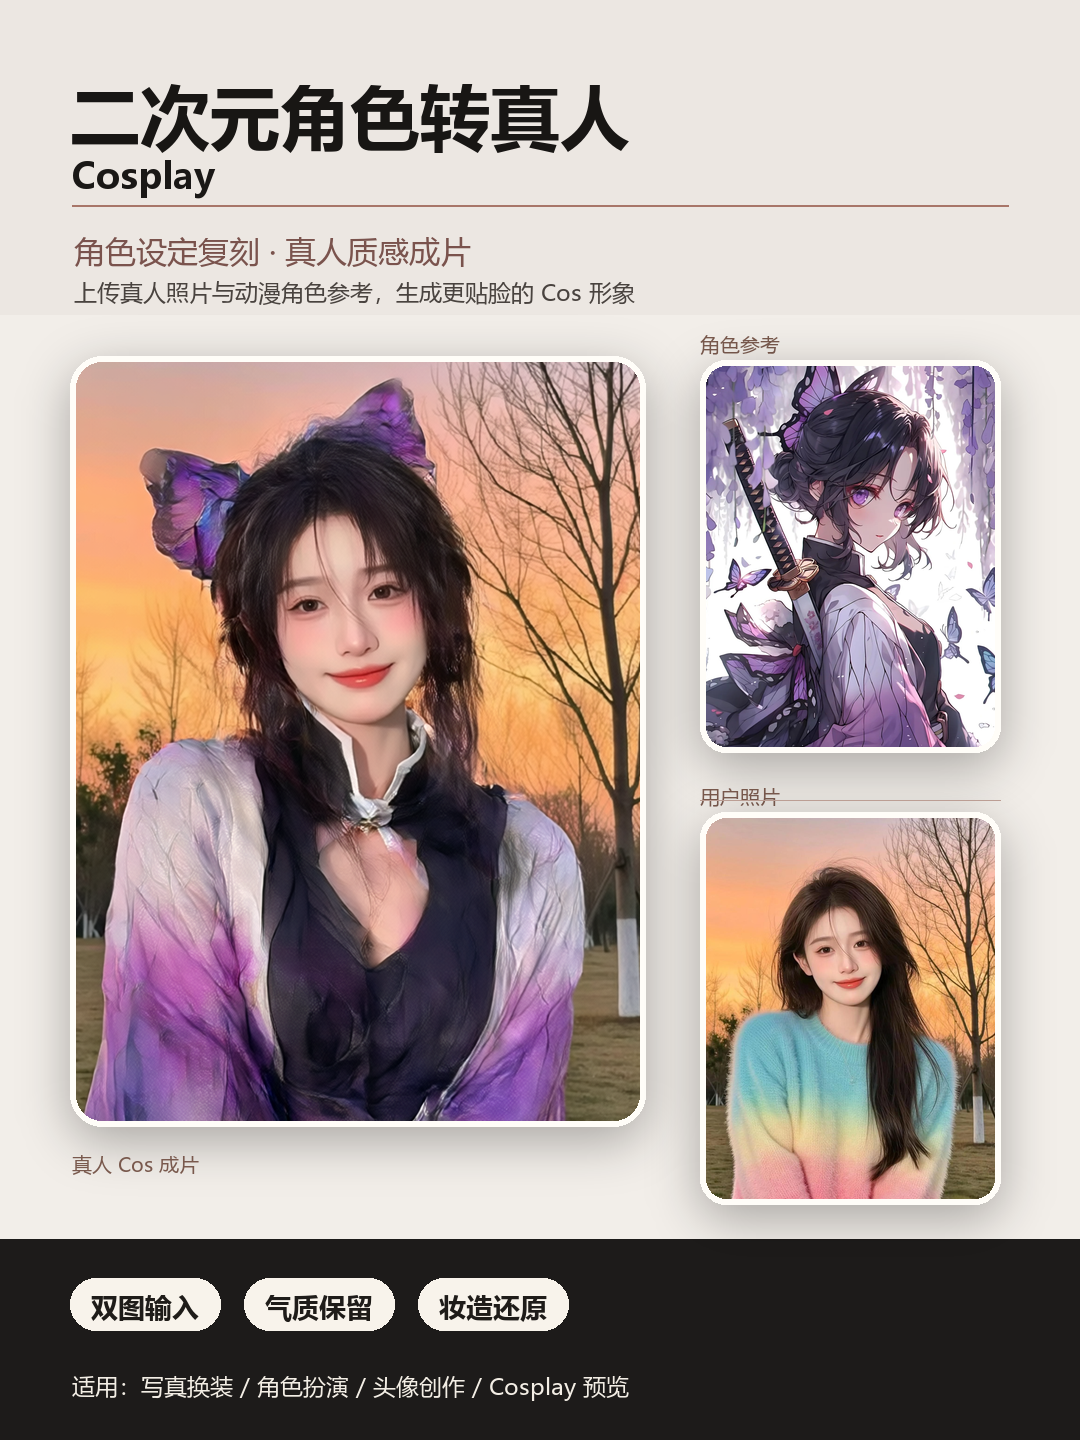 二次元角色转真人
Cosplay
角色设定复刻 · 真人质感成片
上传真人照片与动漫角色参考，生成更贴脸的 Cos 形象
角色参考
用户照片
真人 Cos 成片
双图输入
气质保留
妆造还原
适用：写真换装 / 角色扮演 / 头像创作 / Cosplay 预览